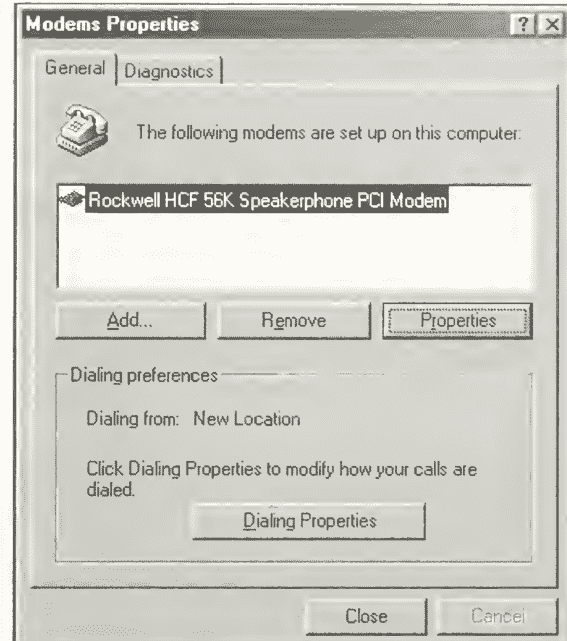 Modems Properties
General
Diagnostics
The following modems are set up on this computer:
Rockwell HCF 56K Speakerphone PCI Modem
Add...
Remove
Properties
Dialing preferences
Dialing from: New Location
Click Dialing Properties to modify how your calls are
dialed.
Dialing Properties
Close
Cancel